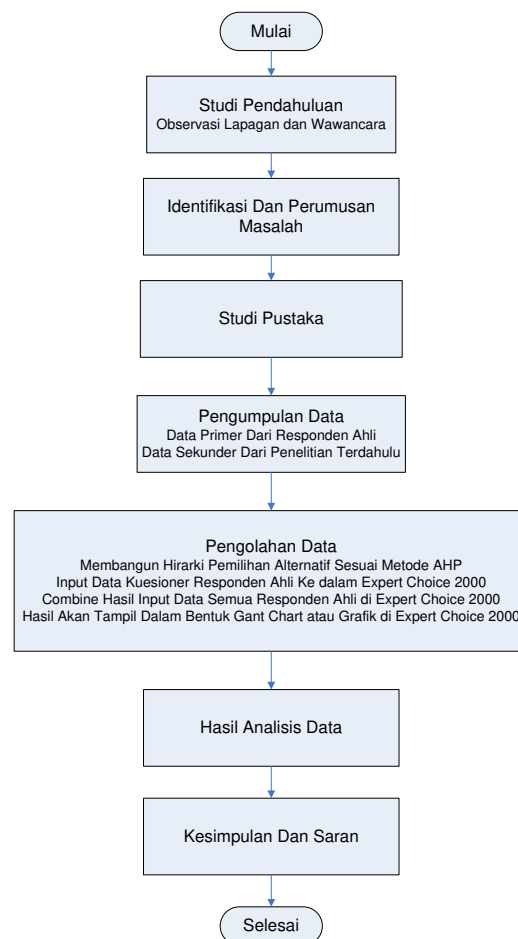 Mulai
Studi Pendahuluan
Observasi Lapagan dan Wawancara
Identifikasi Dan Perumusan
Masalah
Studi Pustaka
Pengumpulan Data
Data Primer Dari Responden Ahli
Data Sekunder Dari Penelitian Terdahulu
Pengolahan Data
Membangun Hirarki Pemilihan Alternatif Sesuai Metode AHP
Input Data Kuesioner Responden Ahli Ke dalam Expert Choice 2000
Combine Hasil Input Data Semua Responden Ahli di Expert Choice 2000
Hasil Akan Tampil Dalam Bentuk Gant Chart atau Grafik di Expert Choice 2000
Hasil Analisis Data
Kesimpulan Dan Saran
Selesai